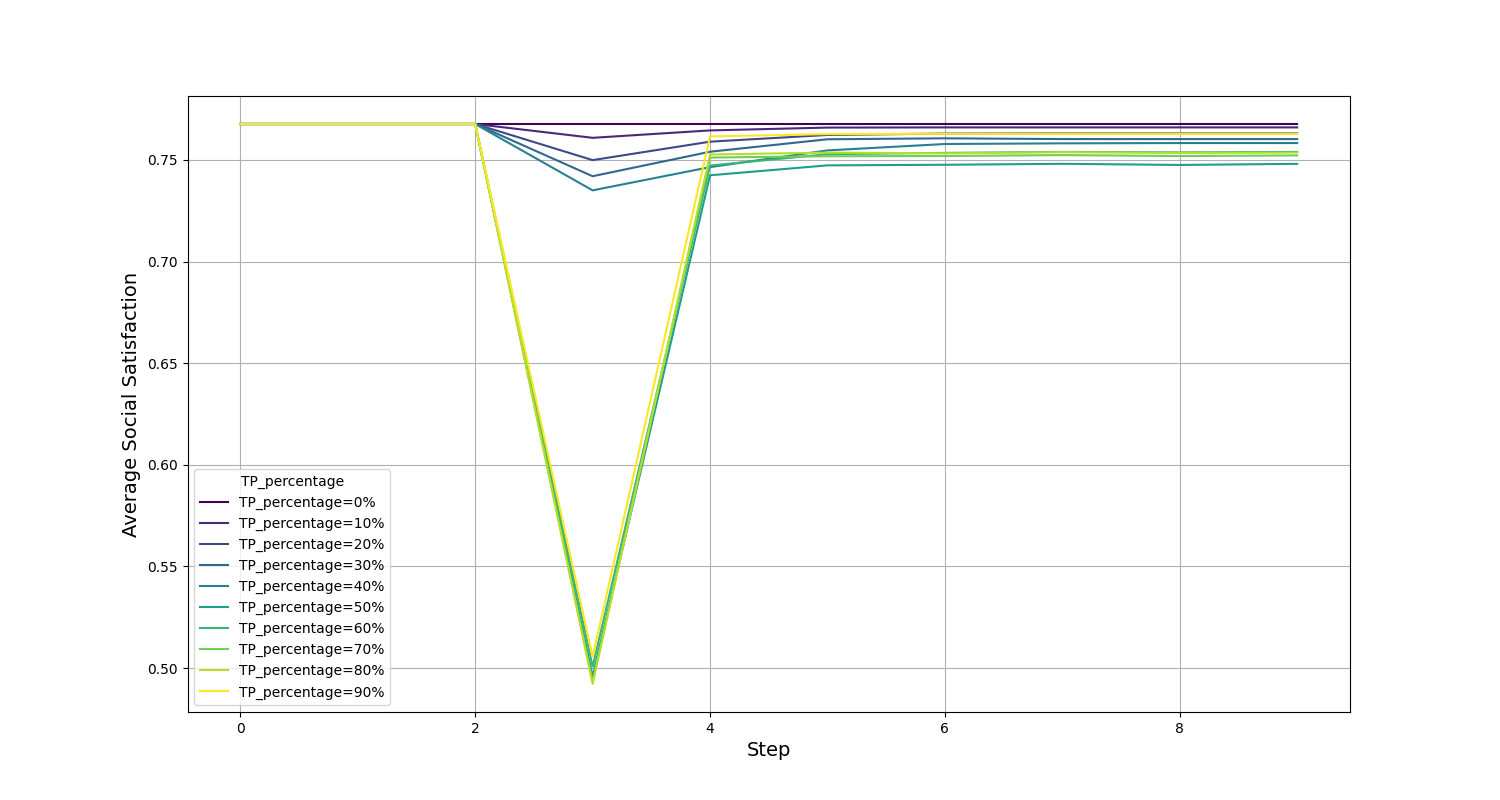 Average Social Satisfaction
0.75
0.70
0.65
0.60
0.55
0.50
TP_percentage
TP_percentage=0%
TP_percentage=10%
TP_percentage=20%
TP_percentage=30%
TP_percentage=40%
TP_percentage=50%
TP_percentage=60%
TP_percentage=70%
TP_percentage=80%
TP_percentage=90%
0 2 4 6 8
Step